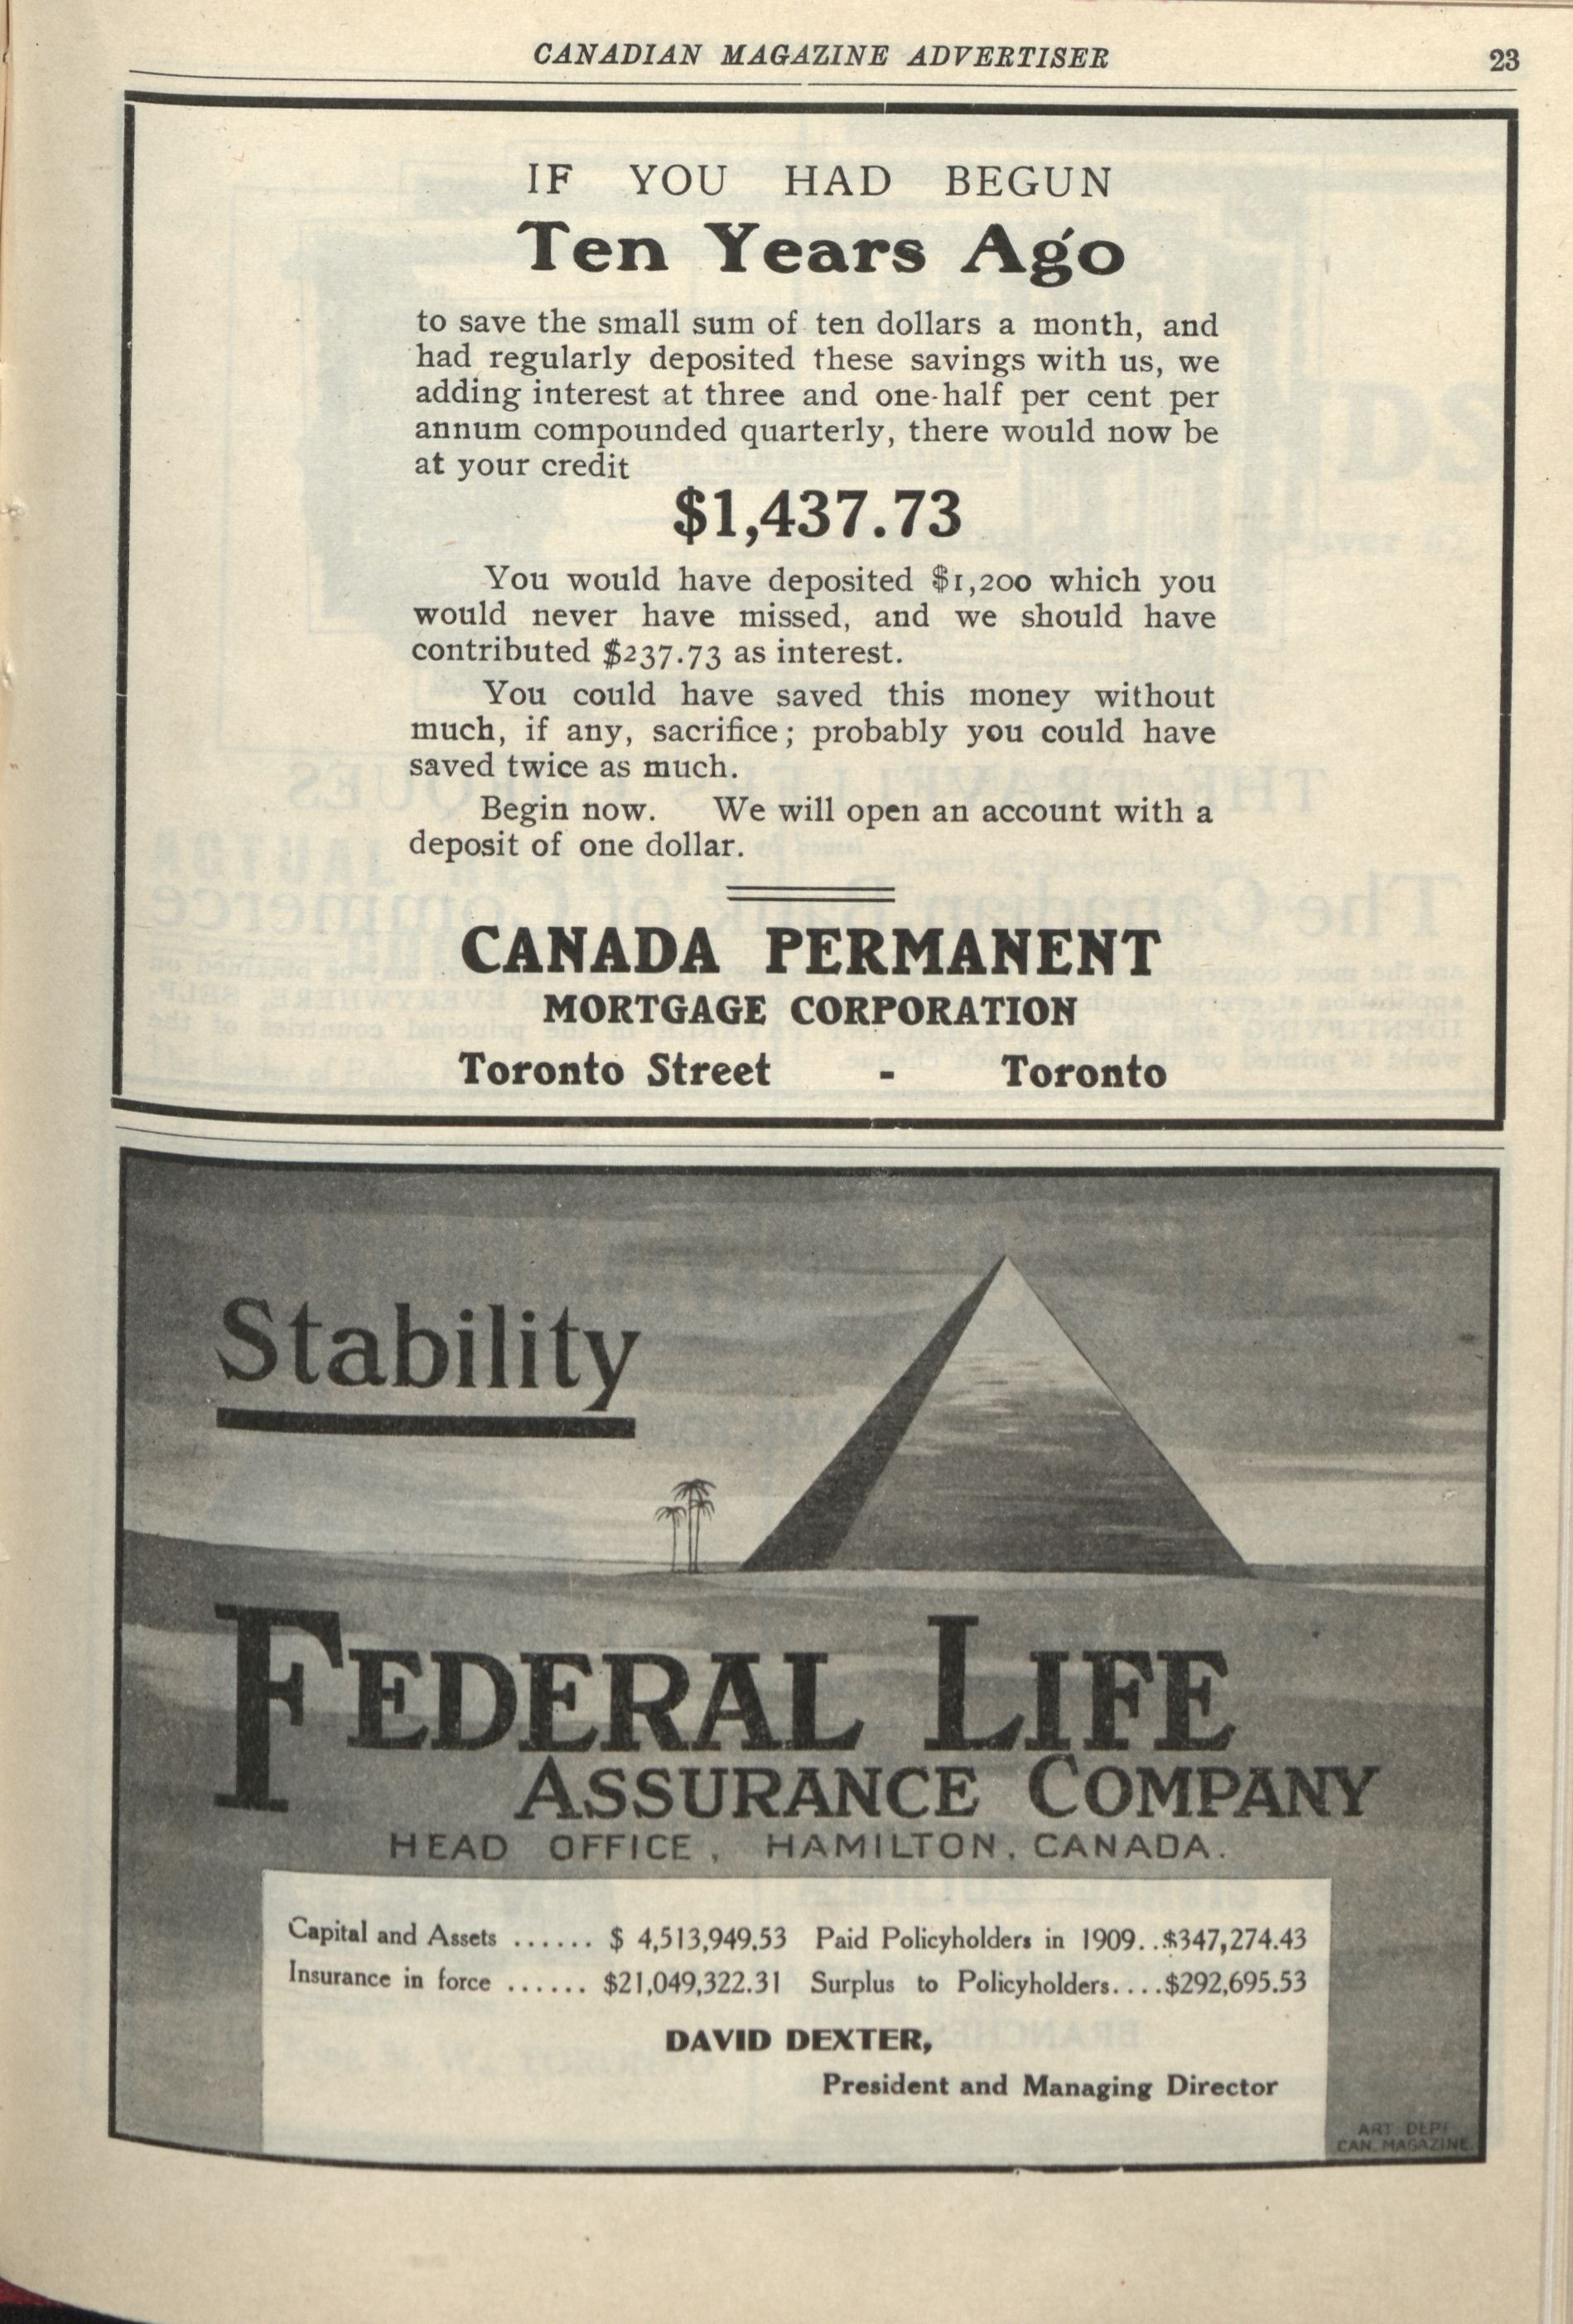 CANADIAN MAGAZINE ADVERTISER 23
IF YOU HAD BEGUN
Ten Years Ago
to save the small sum of ten dollars a month, and
had regularly deposited these savings with us, we
adding interest at three and one-half per cent per
annum compounded quarterly, there would now be
at your credit
$1,437.73
You would have deposited $1,200 which you
would never have missed, and we should have
contributed $237.73 as interest.
You could have saved this money without
much, if any, sacrifice; probably you could have
saved twice as much.
Begin now. We will open an account with a
deposit of one dollar.
CANADA PERMANENT
MORTGAGE CORPORATION
Toronto Street - Toronto
Stability
FEDERAL LIFE
ASSURANCE COMPANY
HEAD OFFICE, HAMILTON, CANADA.
Capital and Assets ...... $ 4,513,949.53 Paid Policyholders in 1909..$347,274.43
Insurance in force ...... $21,049,322.31 Surplus to Policyholders....$292,695.53
DAVID DEXTER,
President and Managing Director
ART DEPT
CAN. MAGAZINE